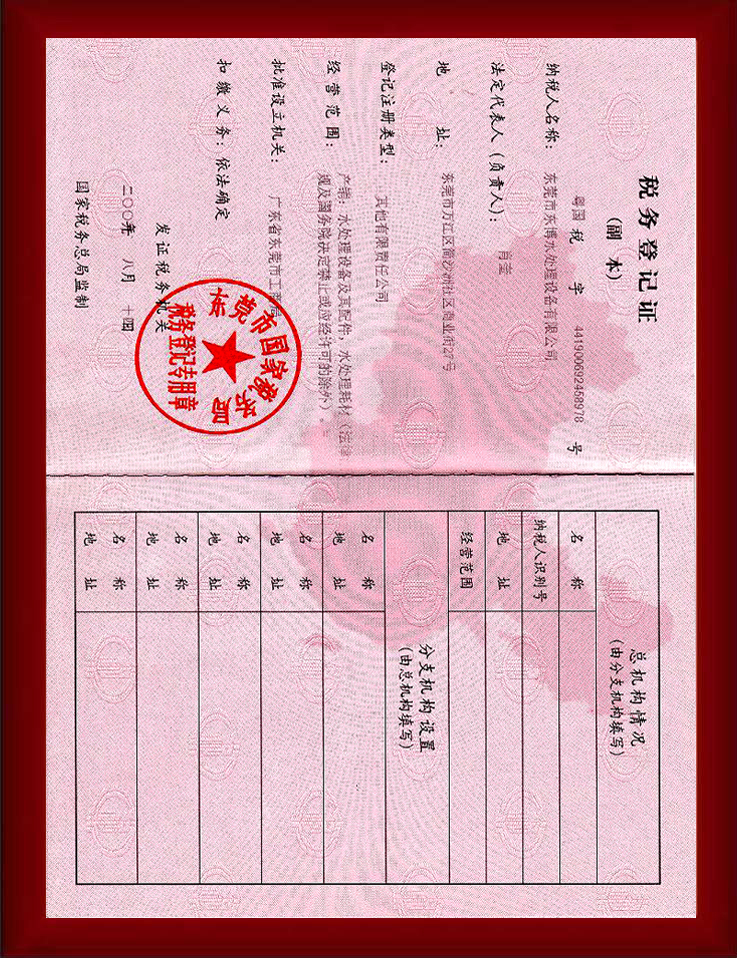 税务登记证
(副 本)
粤国 税 字 441900692458978 号
纳税人名称: 东莞市东博水处理设备有限公司
法定代表人(负责人): 肖莹
地 址: 东莞市万江区简沙洲社区商业街27号
登记注册类型: 其他有限责任公司
经营范围: 产销:水处理设备及其配件,水处理耗材(法律
规及国务院决定禁止或应经许可的除外)。
批准设立机关: 广东省东莞市工商局
扣缴义务: 依法确定
发证税务机关
八月 十四
国家税务总局监制
东莞市国家税务局
税务登记专用章
总机构情况
(由分支机构填写)
名 称
纳税人识别号
地 址
经营范围
分支机构设置
(由总机构填写)
名 称
地 址
名 称
地 址
名 称
地 址
名 称
地 址
名 称
地 址